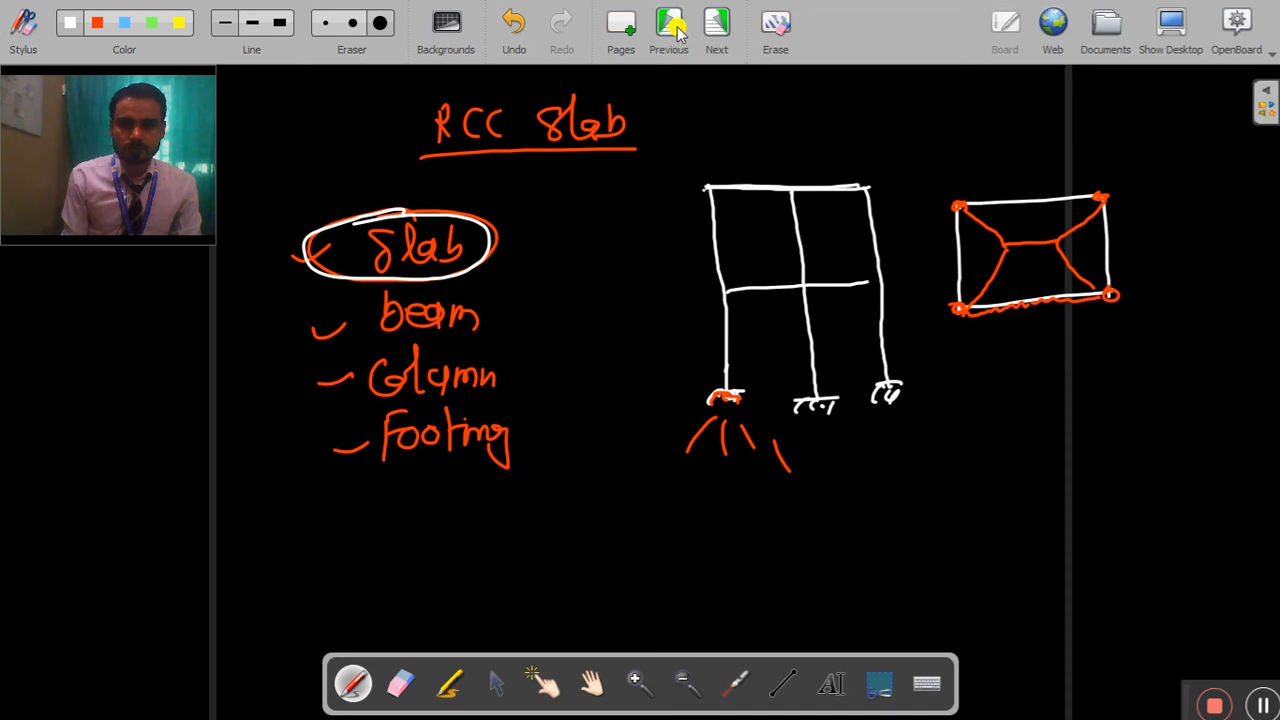 Stylus
Color
Line
Eraser
Backgrounds
Undo
Redo
Pages
Previous
Next
Erase
Board
Web
Documents
Show Desktop
OpenBoard
RCC Slab
Slab
beam
Column
Footing
AI